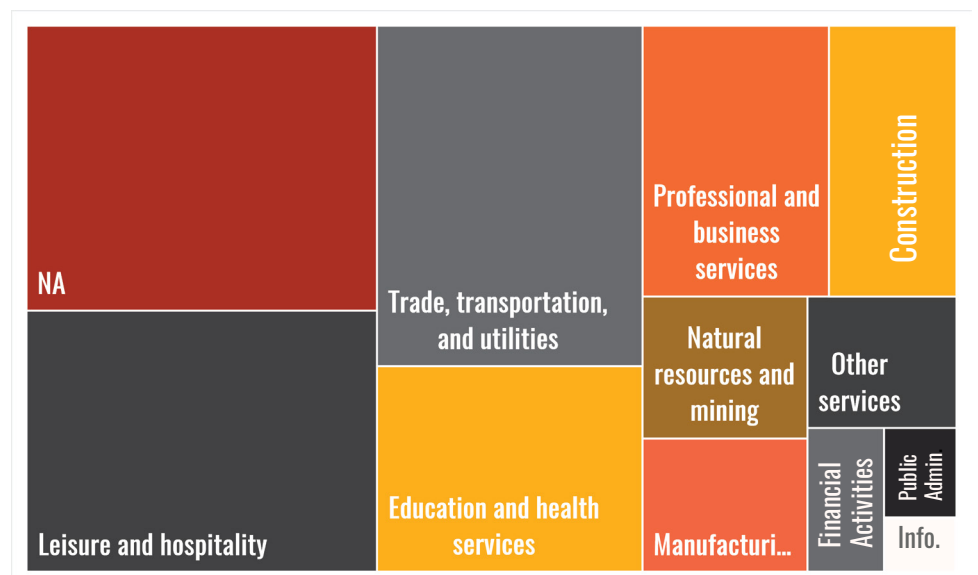 NA
Leisure and hospitality
Trade, transportation,
and utilities
Education and health
services
Professional and
business
services
Construction
Natural
resources and
mining
Other
services
Manufacturi...
Financial
Activities
Public
Admin
Info.